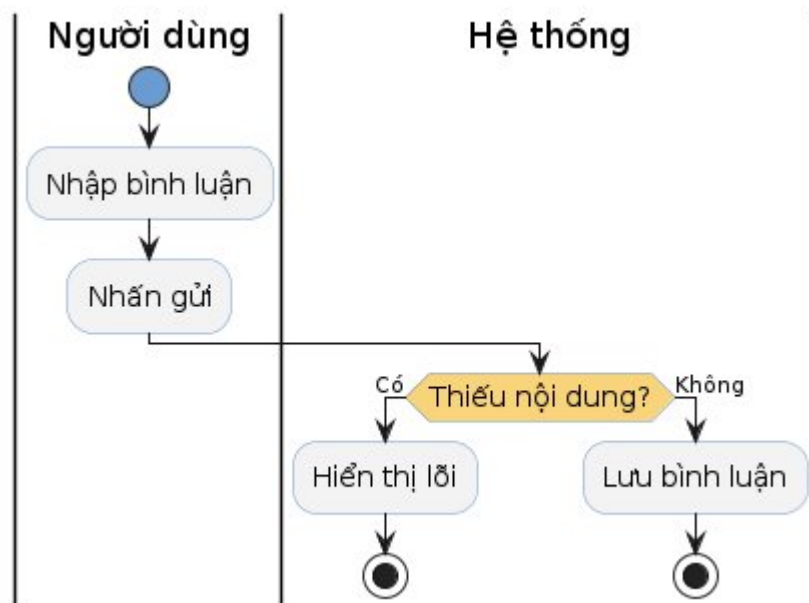 Người dùng
Hệ thống
Nhập bình luận
Nhấn gửi
Thiếu nội dung?
Có
Không
Hiển thị lỗi
Lưu bình luận